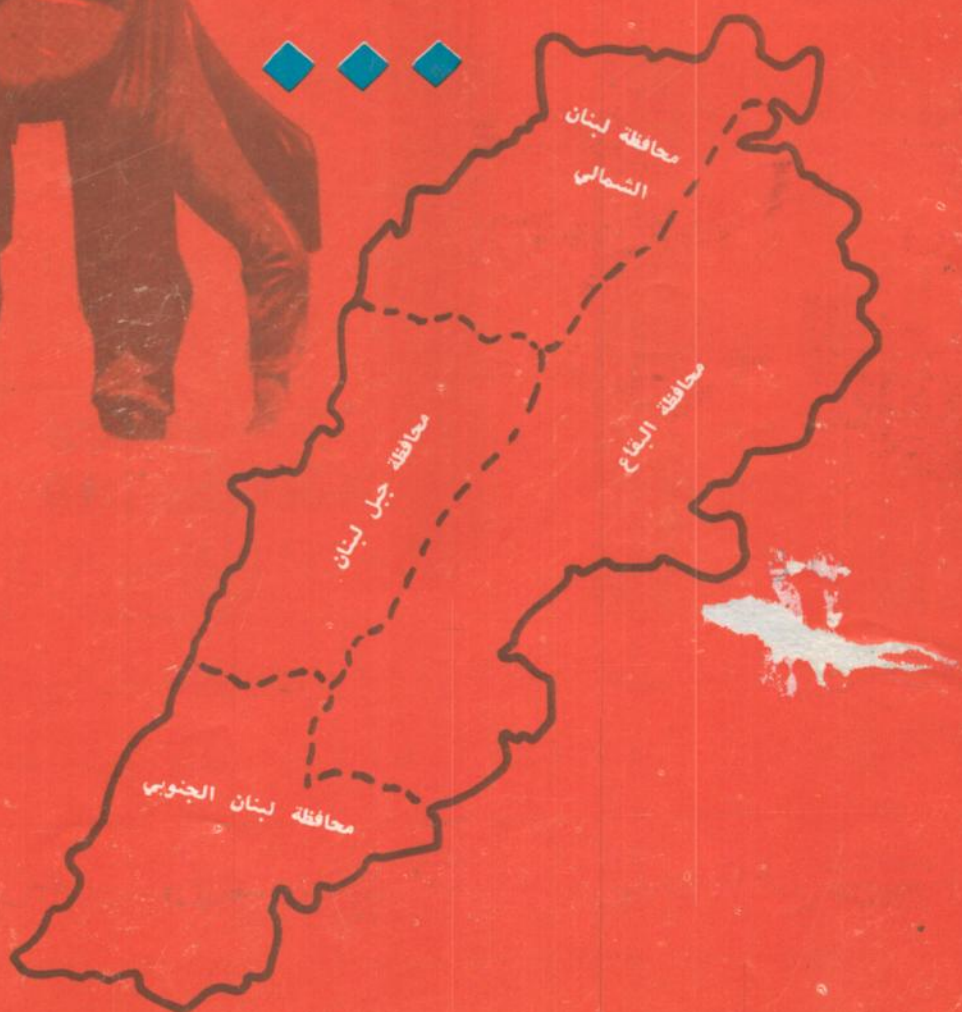 محافظة لبنان
الشمالي
محافظة البقاع
محافظة جبل لبنان
محافظة لبنان الجنوبي